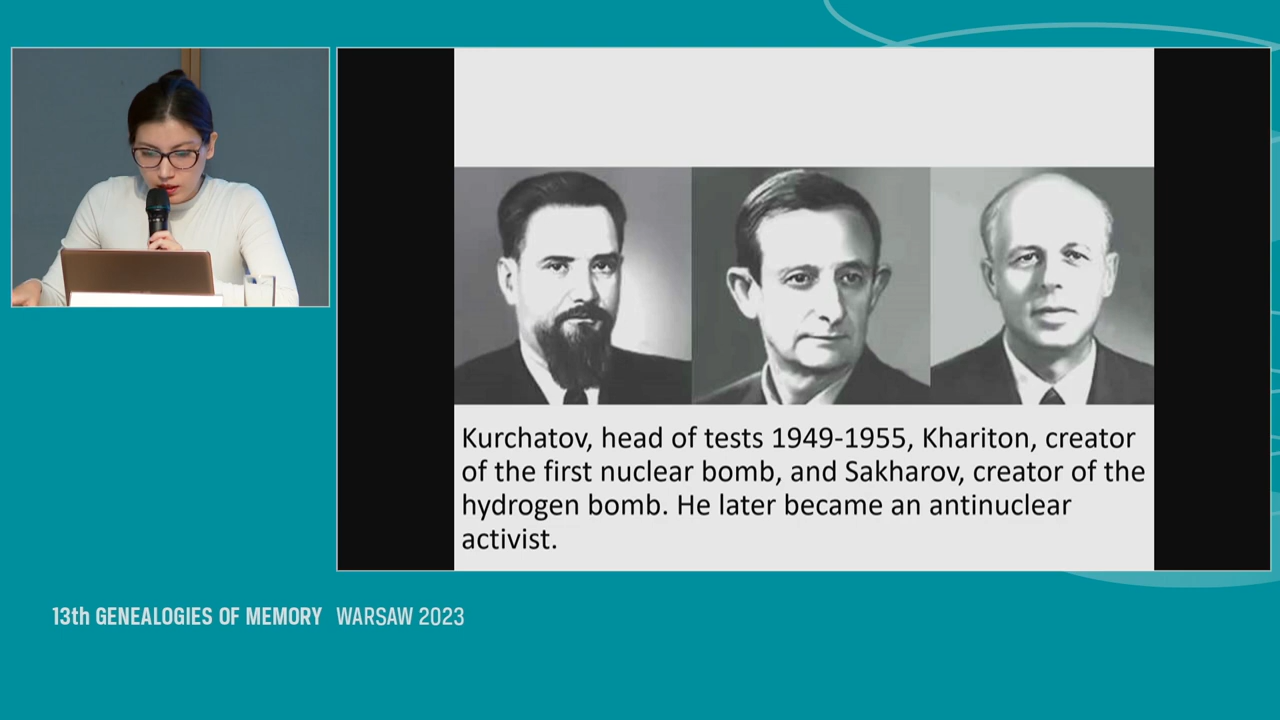 Kurchatov, head of tests 1949-1955, Khariton, creator
of the first nuclear bomb, and Sakharov, creator of the
hydrogen bomb. He later became an antinuclear
activist.
13th GENEALOGIES OF MEMORY WARSAW 2023